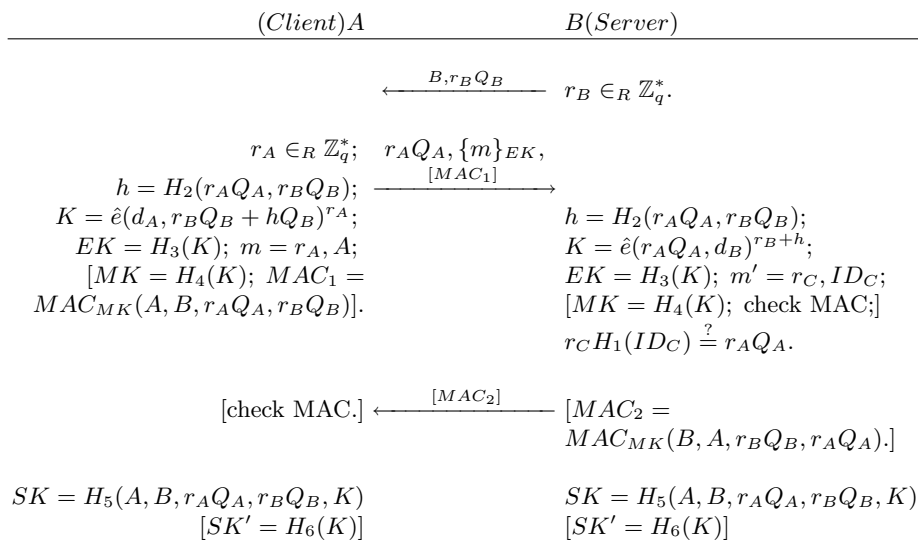 (Client)A B(Server)
B,r_BQ_B
r_B ∈_R ℤ_q^*.
r_A ∈_R ℤ_q^*; r_AQ_A, {m}_EK,
h = H_2(r_AQ_A, r_BQ_B); [MAC_1]
K = ê(d_A, r_BQ_B + hQ_B)^{r_A}; h = H_2(r_AQ_A, r_BQ_B);
EK = H_3(K); m = r_A, A; K = ê(r_AQ_A, d_B)^{r_B+h};
[MK = H_4(K); MAC_1 = EK = H_3(K); m′ = r_C, ID_C;
MAC_MK(A, B, r_AQ_A, r_BQ_B)]. [MK = H_4(K); check MAC;]
r_CH_1(ID_C) ≟ r_AQ_A.
[check MAC.] [MAC_2] [MAC_2 =
MAC_MK(B, A, r_BQ_B, r_AQ_A).]
SK = H_5(A, B, r_AQ_A, r_BQ_B, K) SK = H_5(A, B, r_AQ_A, r_BQ_B, K)
[SK′ = H_6(K)] [SK′ = H_6(K)]